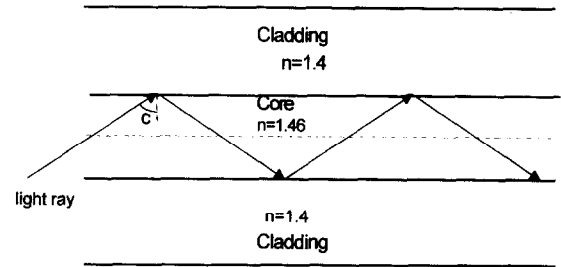 Cladding
n=1.4
Core
n=1.46
c
light ray
n=1.4
Cladding